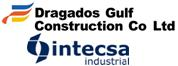 Dragados Gulf
Construction Co Ltd
intecsa
industrial